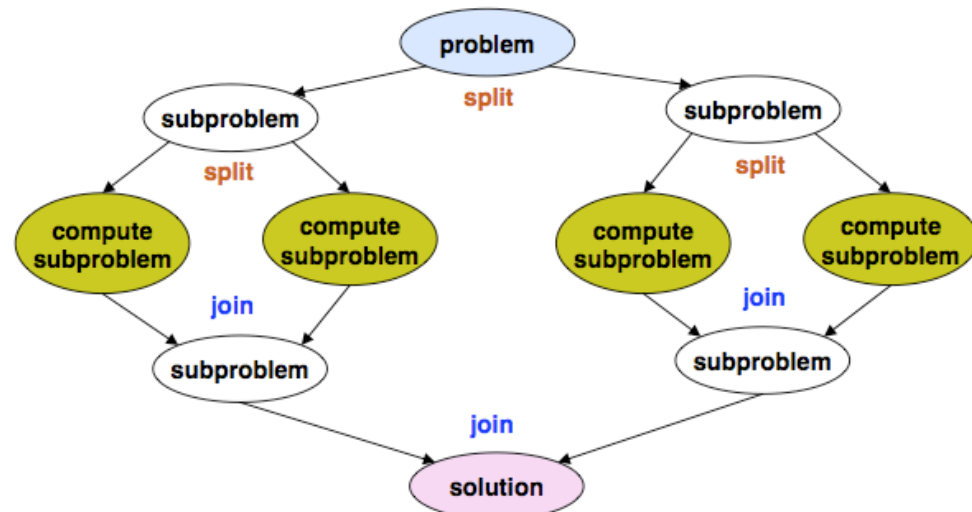 problem
split
subproblem
subproblem
split
split
compute
subproblem
compute
subproblem
compute
subproblem
compute
subproblem
join
join
subproblem
subproblem
join
solution